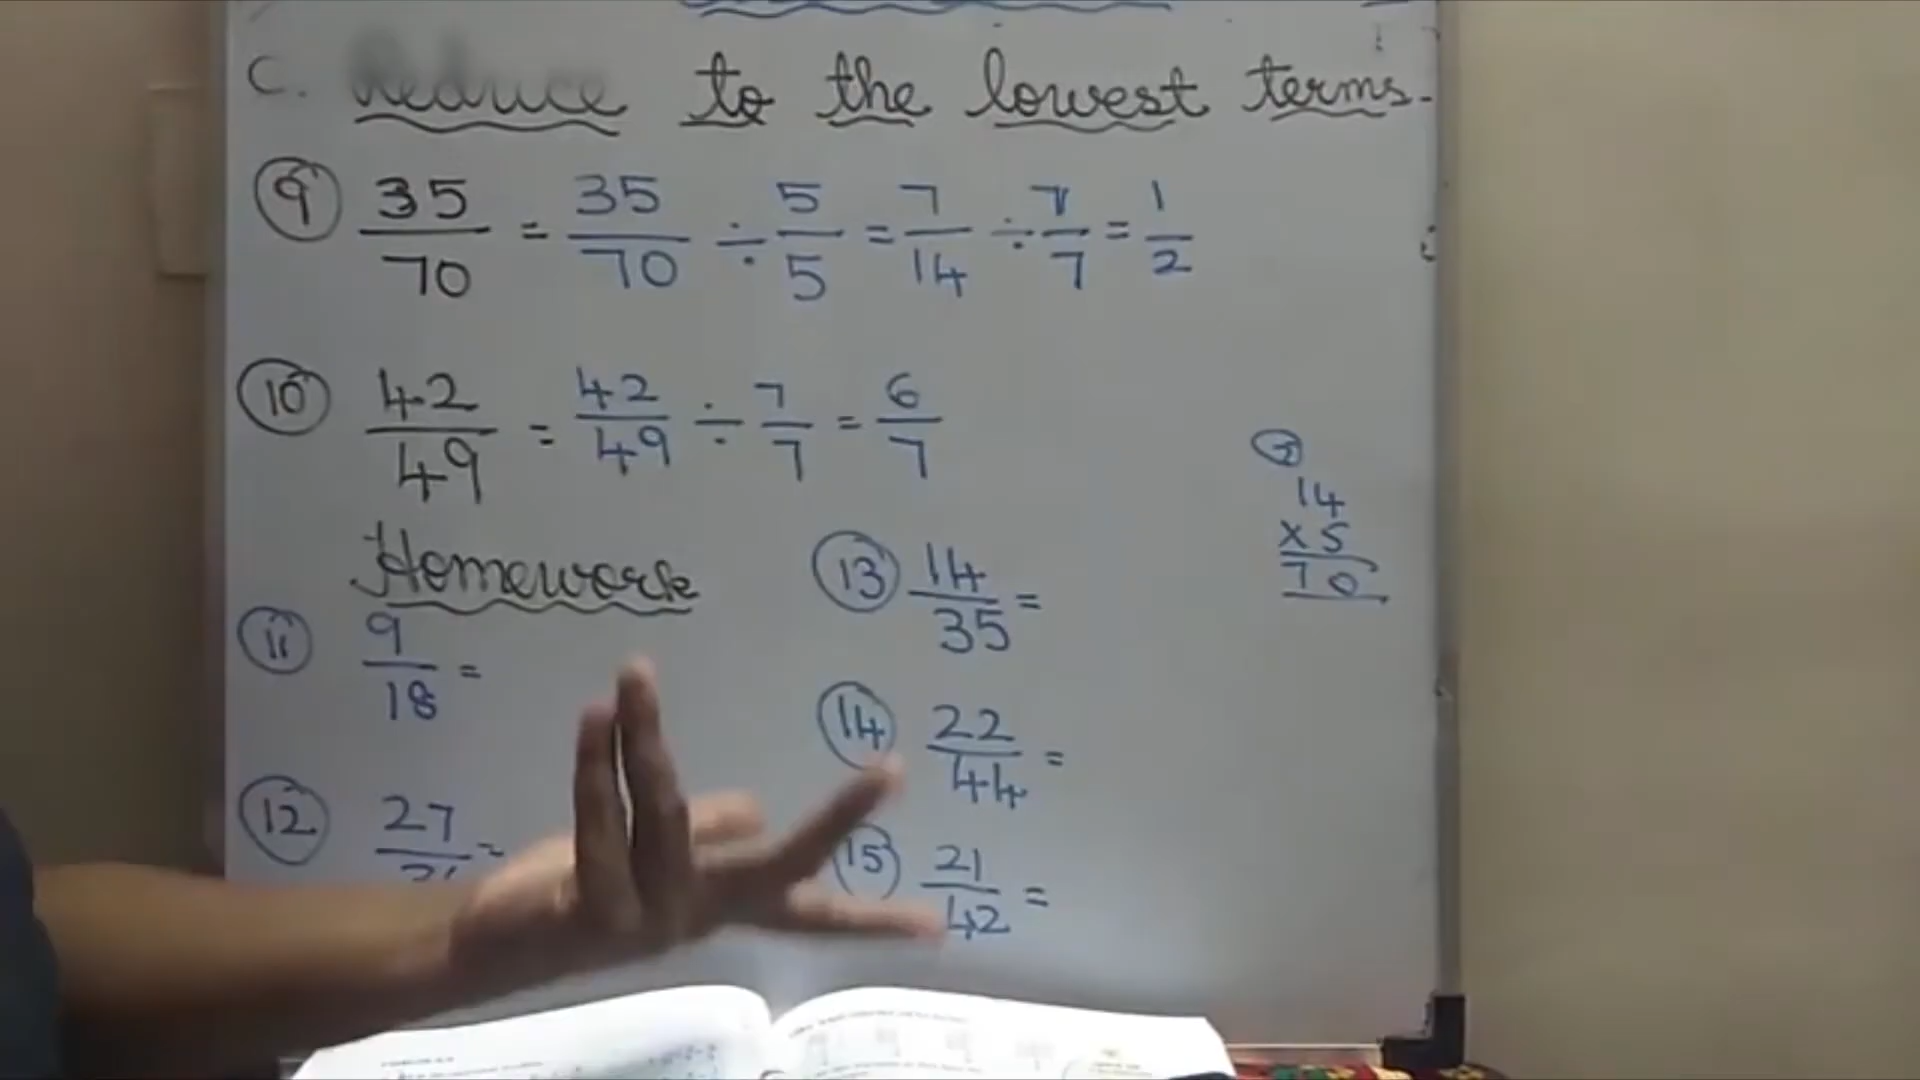 C. Reduce to the lowest terms.
⑨ 35/70 = 35/70 ÷ 5/5 = 7/14 ÷ 7/7 = 1/2
⑩ 42/49 = 42/49 ÷ 7/7 = 6/7
② 
14
× 5
70
Homework
⑪ 9/18 =
⑫ 27/ =
⑬ 14/35 =
⑭ 22/44 =
⑮ 21/42 =